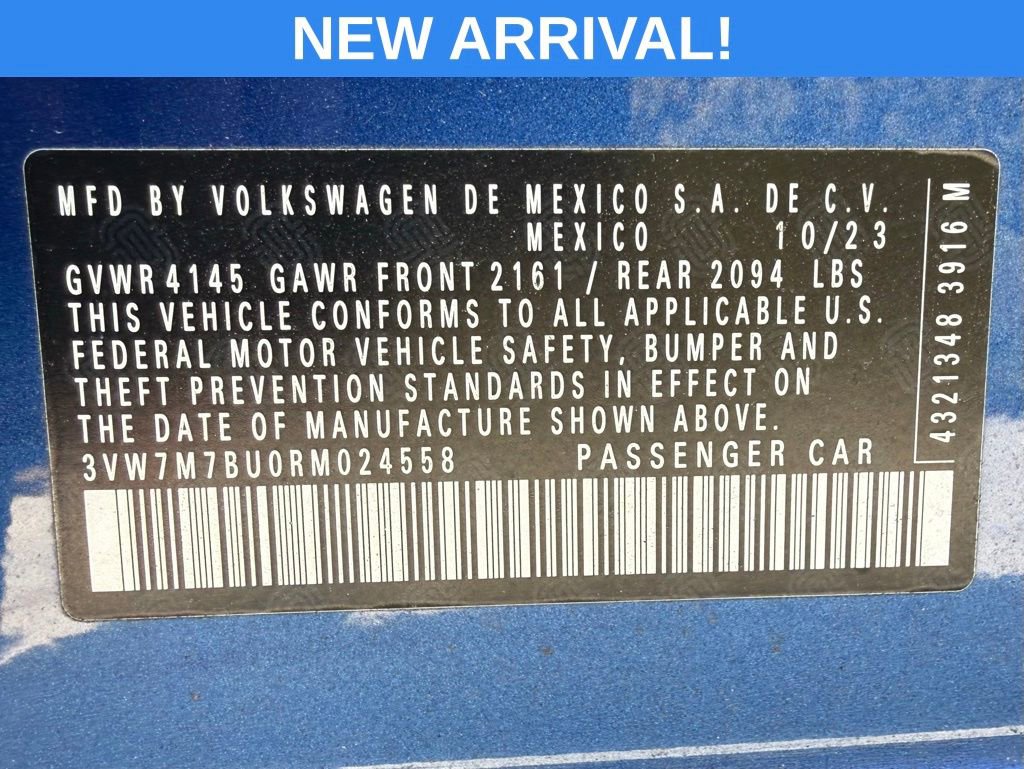 NEW ARRIVAL!
MFD BY VOLKSWAGEN DE MEXICO S.A. DE C.V.
MEXICO 10/23
GVWR 4145 GAWR FRONT 2161 / REAR 2094 LBS
THIS VEHICLE CONFORMS TO ALL APPLICABLE U.S.
FEDERAL MOTOR VEHICLE SAFETY, BUMPER AND
THEFT PREVENTION STANDARDS IN EFFECT ON
THE DATE OF MANUFACTURE SHOWN ABOVE.
3VW7M7BU0RM024558 PASSENGER CAR
4321348 3916 M